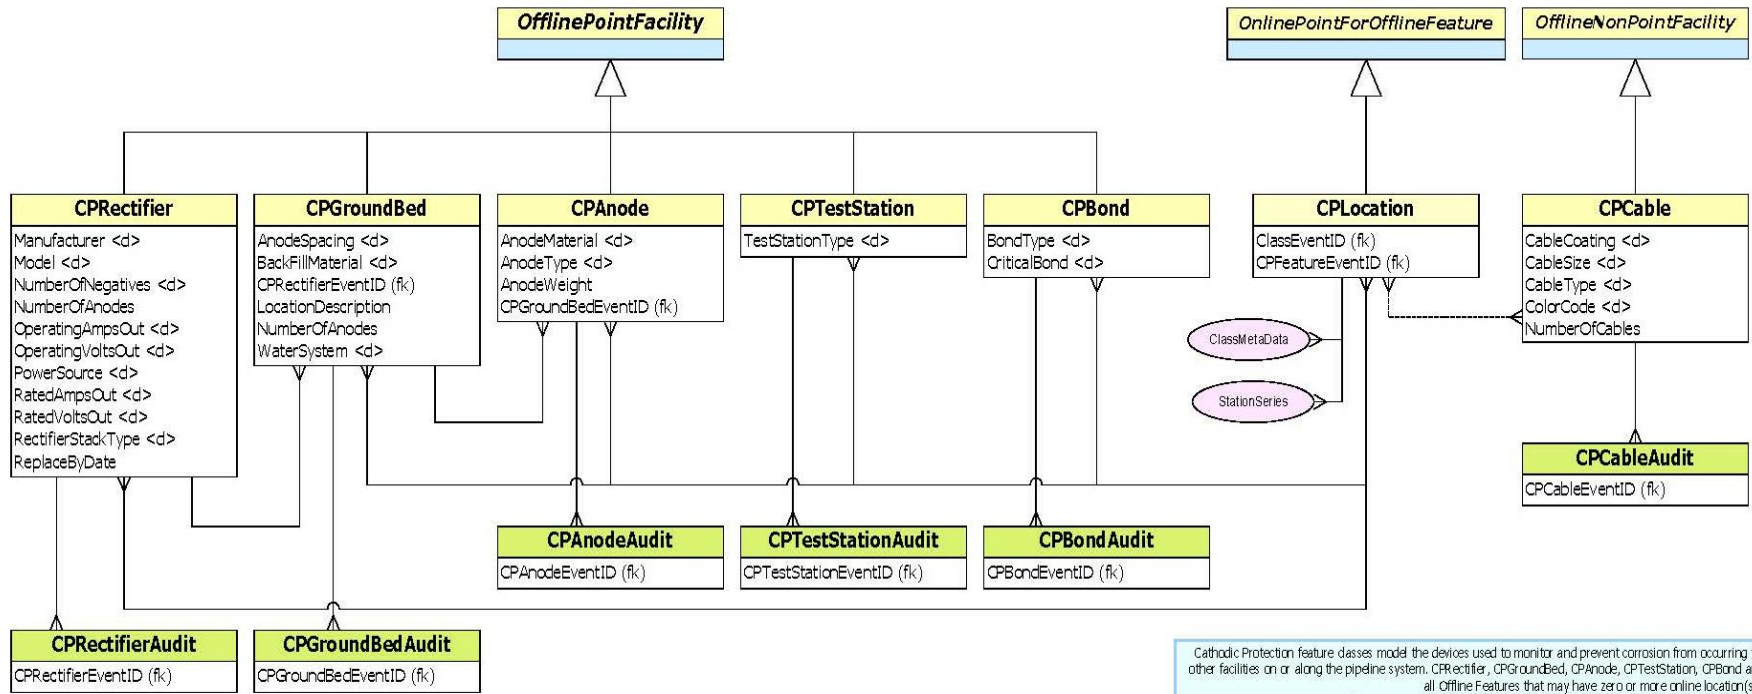 OfflinePointFacility
OnlinePointForOfflineFeature
OfflineNonPointFacility
CPRectifier
Manufacturer <d>
Model <d>
NumberOfNegatives <d>
NumberOfAnodes
OperatingAmpsOut <d>
OperatingVoltsOut <d>
PowerSource <d>
RatedAmpsOut <d>
RatedVoltsOut <d>
RectifierStackType <d>
ReplaceByDate
CPGroundBed
AnodeSpacing <d>
BackFillMaterial <d>
CPRectifierEventID (fk)
LocationDescription
NumberOfAnodes
WaterSystem <d>
CPAnode
AnodeMaterial <d>
AnodeType <d>
AnodeWeight
CPGroundBedEventID (fk)
CPTestStation
TestStationType <d>
CPBond
BondType <d>
CriticalBond <d>
CPLocation
ClassEventID (fk)
CPFeatureEventID (fk)
CPCable
CableCoating <d>
CableSize <d>
CableType <d>
ColorCode <d>
NumberOfCables
ClassMetaData
StationSeries
CPCableAudit
CPCableEventID (fk)
CPAnodeAudit
CPAnodeEventID (fk)
CPTestStationAudit
CPTestStationEventID (fk)
CPBondAudit
CPBondEventID (fk)
CPRectifierAudit
CPRectifierEventID (fk)
CPGroundBedAudit
CPGroundBedEventID (fk)
Cathodic Protection feature classes model the devices used to monitor and prevent corrosion from occurring
other facilities on or along the pipeline system. CPRectifier, CPGroundBed, CPAnode, CPTestStation, CPBond
all Offline Features that may have zero or more online location(s